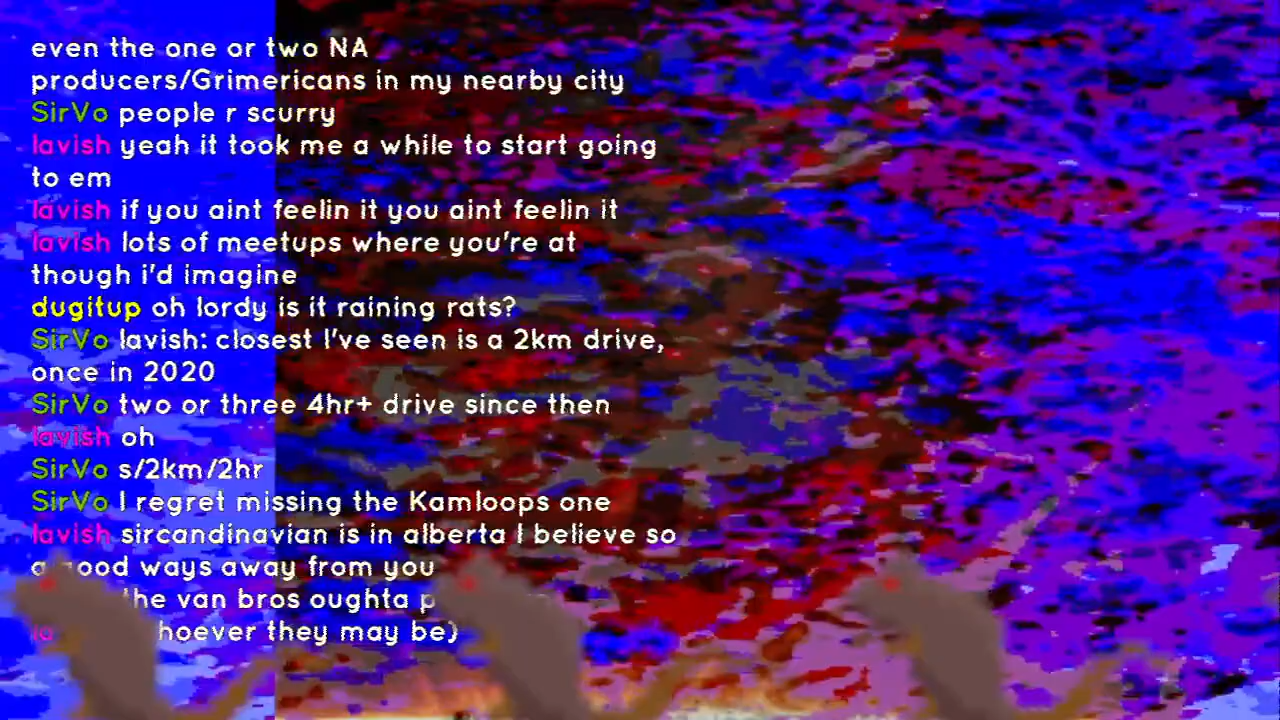 even the one or two NA
producers/Grimericans in my nearby city
SirVo people r scurry
lavish yeah it took me a while to start going
to em
lavish if you aint feelin it you aint feelin it
lavish lots of meetups where you're at
though i'd imagine
dugitup oh lordy is it raining rats?
SirVo lavish: closest I've seen is a 2km drive,
once in 2020
SirVo two or three 4hr+ drive since then
lavish oh
SirVo s/2km/2hr
SirVo I regret missing the Kamloops one
lavish sircandinavian is in alberta I believe so
a good ways away from you
the van bros oughta
they may be)